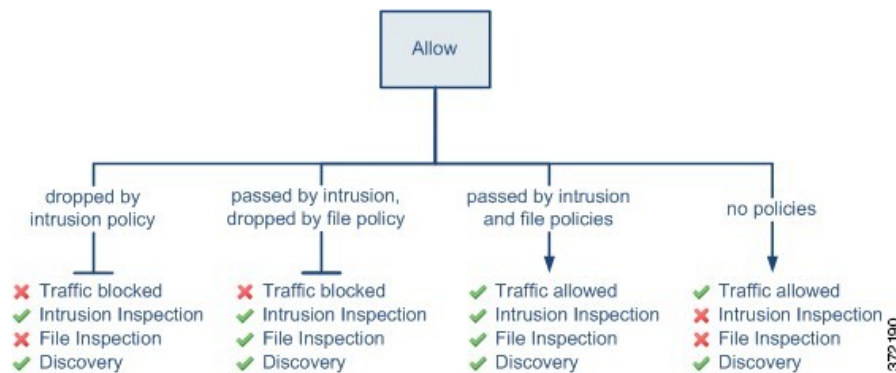 Allow
dropped by
intrusion policy
passed by intrusion,
dropped by file policy
passed by intrusion
and file policies
no policies
Traffic blocked
Intrusion Inspection
File Inspection
Discovery
Traffic blocked
Intrusion Inspection
File Inspection
Discovery
Traffic allowed
Intrusion Inspection
File Inspection
Discovery
Traffic allowed
Intrusion Inspection
File Inspection
Discovery
372190